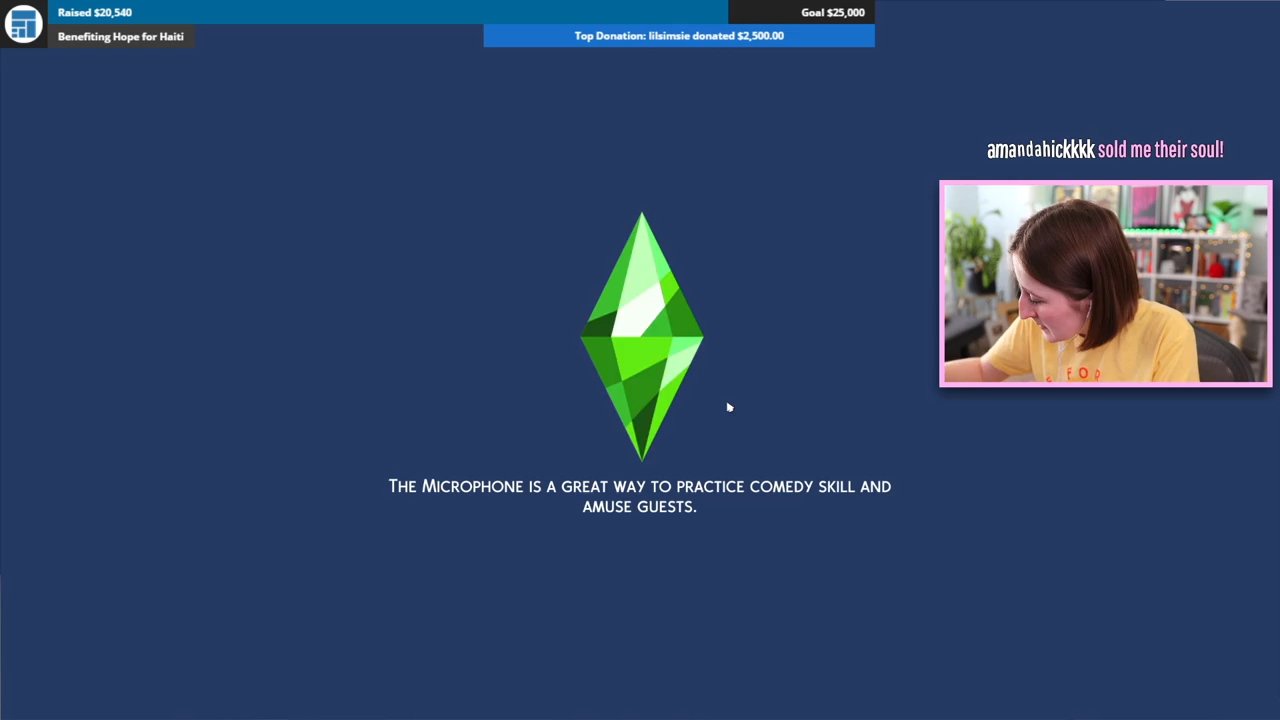 Raised $20,540
Goal $25,000
Benefiting Hope for Haiti
Top Donation: lilsimsie donated $2,500.00
amandahickkkk sold me their soul!
FOR
The Microphone is a great way to practice comedy skill and
amuse guests.